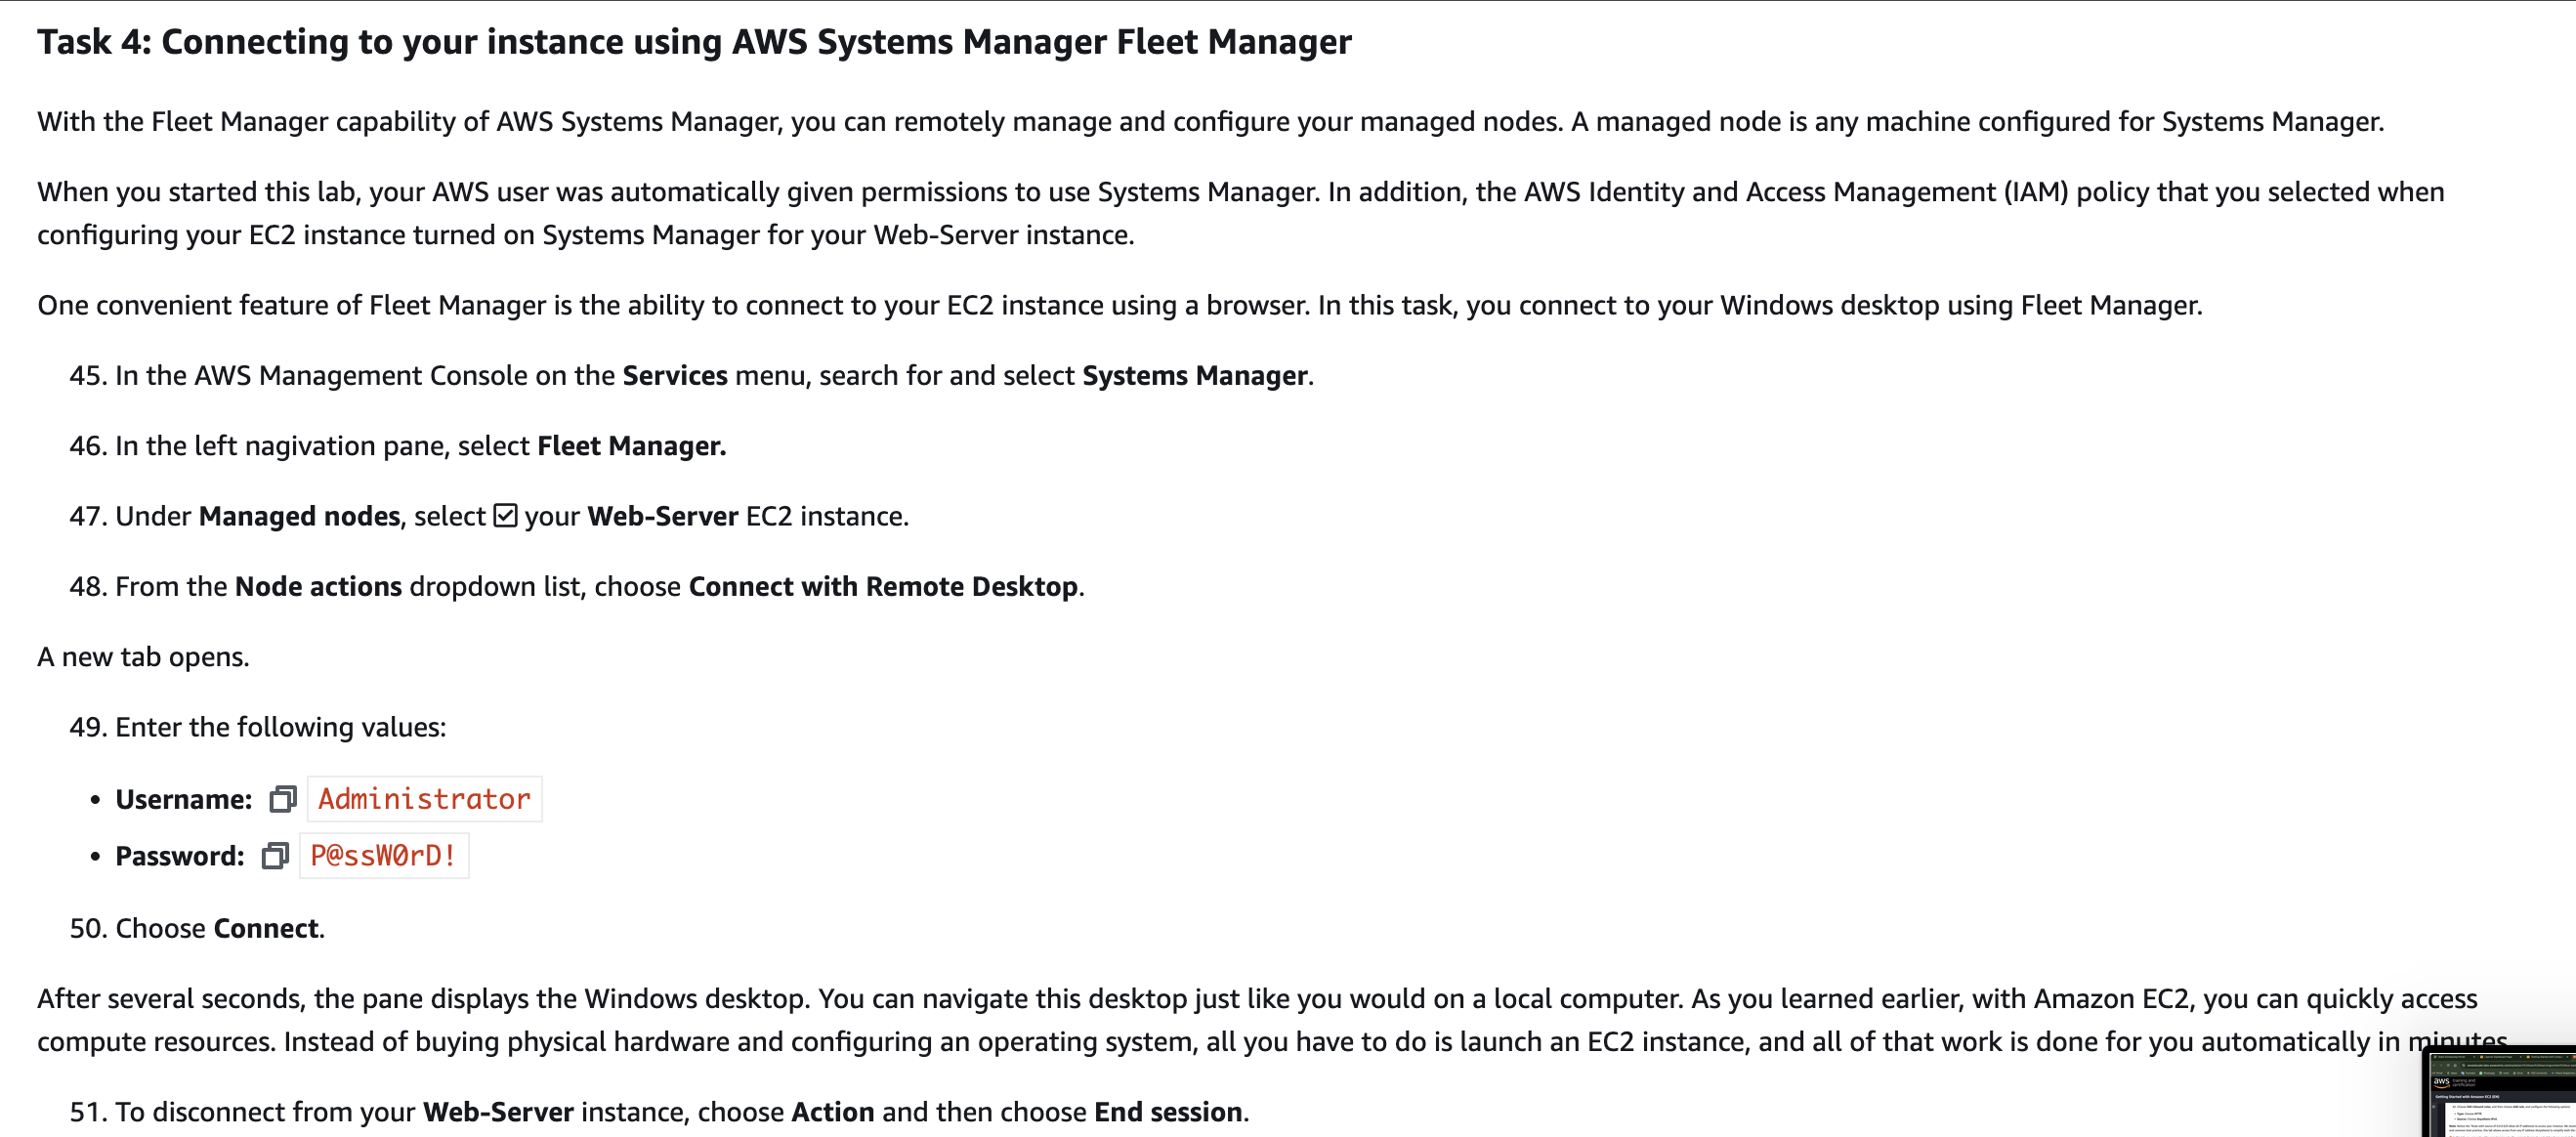 Task 4: Connecting to your instance using AWS Systems Manager Fleet Manager
With the Fleet Manager capability of AWS Systems Manager, you can remotely manage and configure your managed nodes. A managed node is any machine configured for Systems Manager.
When you started this lab, your AWS user was automatically given permissions to use Systems Manager. In addition, the AWS Identity and Access Management (IAM) policy that you selected when
configuring your EC2 instance turned on Systems Manager for your Web-Server instance.
One convenient feature of Fleet Manager is the ability to connect to your EC2 instance using a browser. In this task, you connect to your Windows desktop using Fleet Manager.
45. In the AWS Management Console on the Services menu, search for and select Systems Manager.
46. In the left nagivation pane, select Fleet Manager.
47. Under Managed nodes, select your Web-Server EC2 instance.
48. From the Node actions dropdown list, choose Connect with Remote Desktop.
A new tab opens.
49. Enter the following values:
• Username: Administrator
• Password: P@ssW0rD!
50. Choose Connect.
After several seconds, the pane displays the Windows desktop. You can navigate this desktop just like you would on a local computer. As you learned earlier, with Amazon EC2, you can quickly access
compute resources. Instead of buying physical hardware and configuring an operating system, all you have to do is launch an EC2 instance, and all of that work is done for you automatically in minutes
51. To disconnect from your Web-Server instance, choose Action and then choose End session.
aws training and certification
Getting Started with Amazon EC2 (EN)